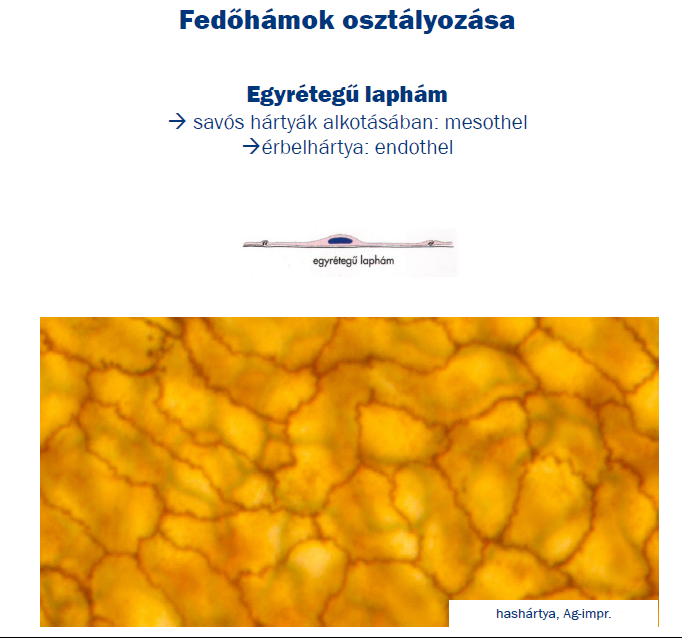 Fedőhámok osztályozása
Egyrétegű laphám
→ savós hártyák alkotásában: mesothel
→érbelhártya: endothel
egyrétegű laphám
hashártya, Ag-impr.